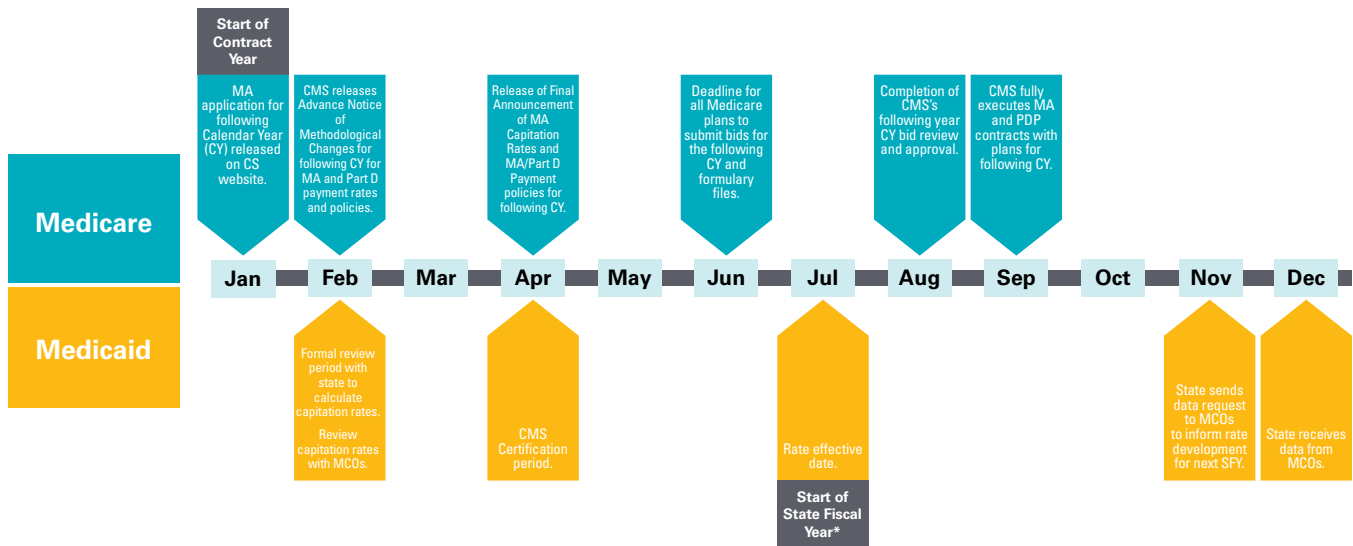 Start of
Contract
Year
MA
application for
following
Calendar Year
(CY) released
on CS
website.
CMS releases
Advance Notice
of
Methodological
Changes for
following CY for
MA and Part D
payment rates
and policies.
Release of Final
Announcement
of MA
Capitation
Rates and
MA/Part D
Payment
policies for
following CY.
Deadline for
all Medicare
plans to
submit bids for
the following
CY and
formulary
files.
Completion of
CMS's
following year
CY bid review
and approval.
CMS fully
executes MA
and PDP
contracts with
plans for
following CY.
Medicare
Jan Feb Mar Apr May Jun Jul Aug Sep Oct Nov Dec
Medicaid
Formal review
period with
state to
calculate
capitation rates.
Review
capitation rates
with MCOs.
CMS
Certification
period.
Rate effective
date.
Start of
State Fiscal
Year*
State sends
data request
to MCOs
to inform rate
development
for next SFY.
State receives
data from
MCOs.